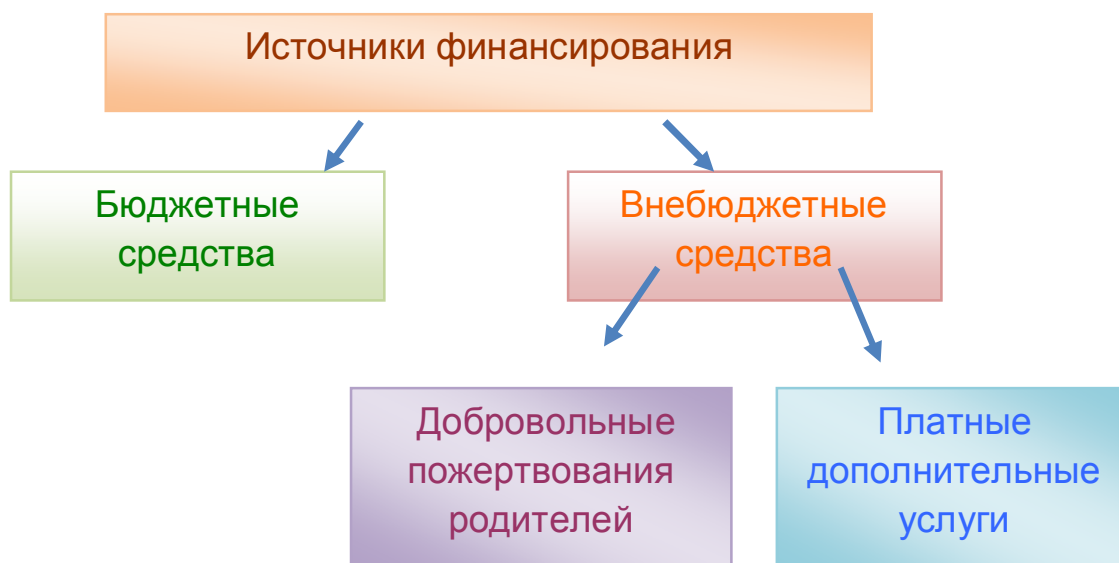 Источники финансирования
Бюджетные
средства
Внебюджетные
средства
Добровольные
пожертвования
родителей
Платные
дополнительные
услуги